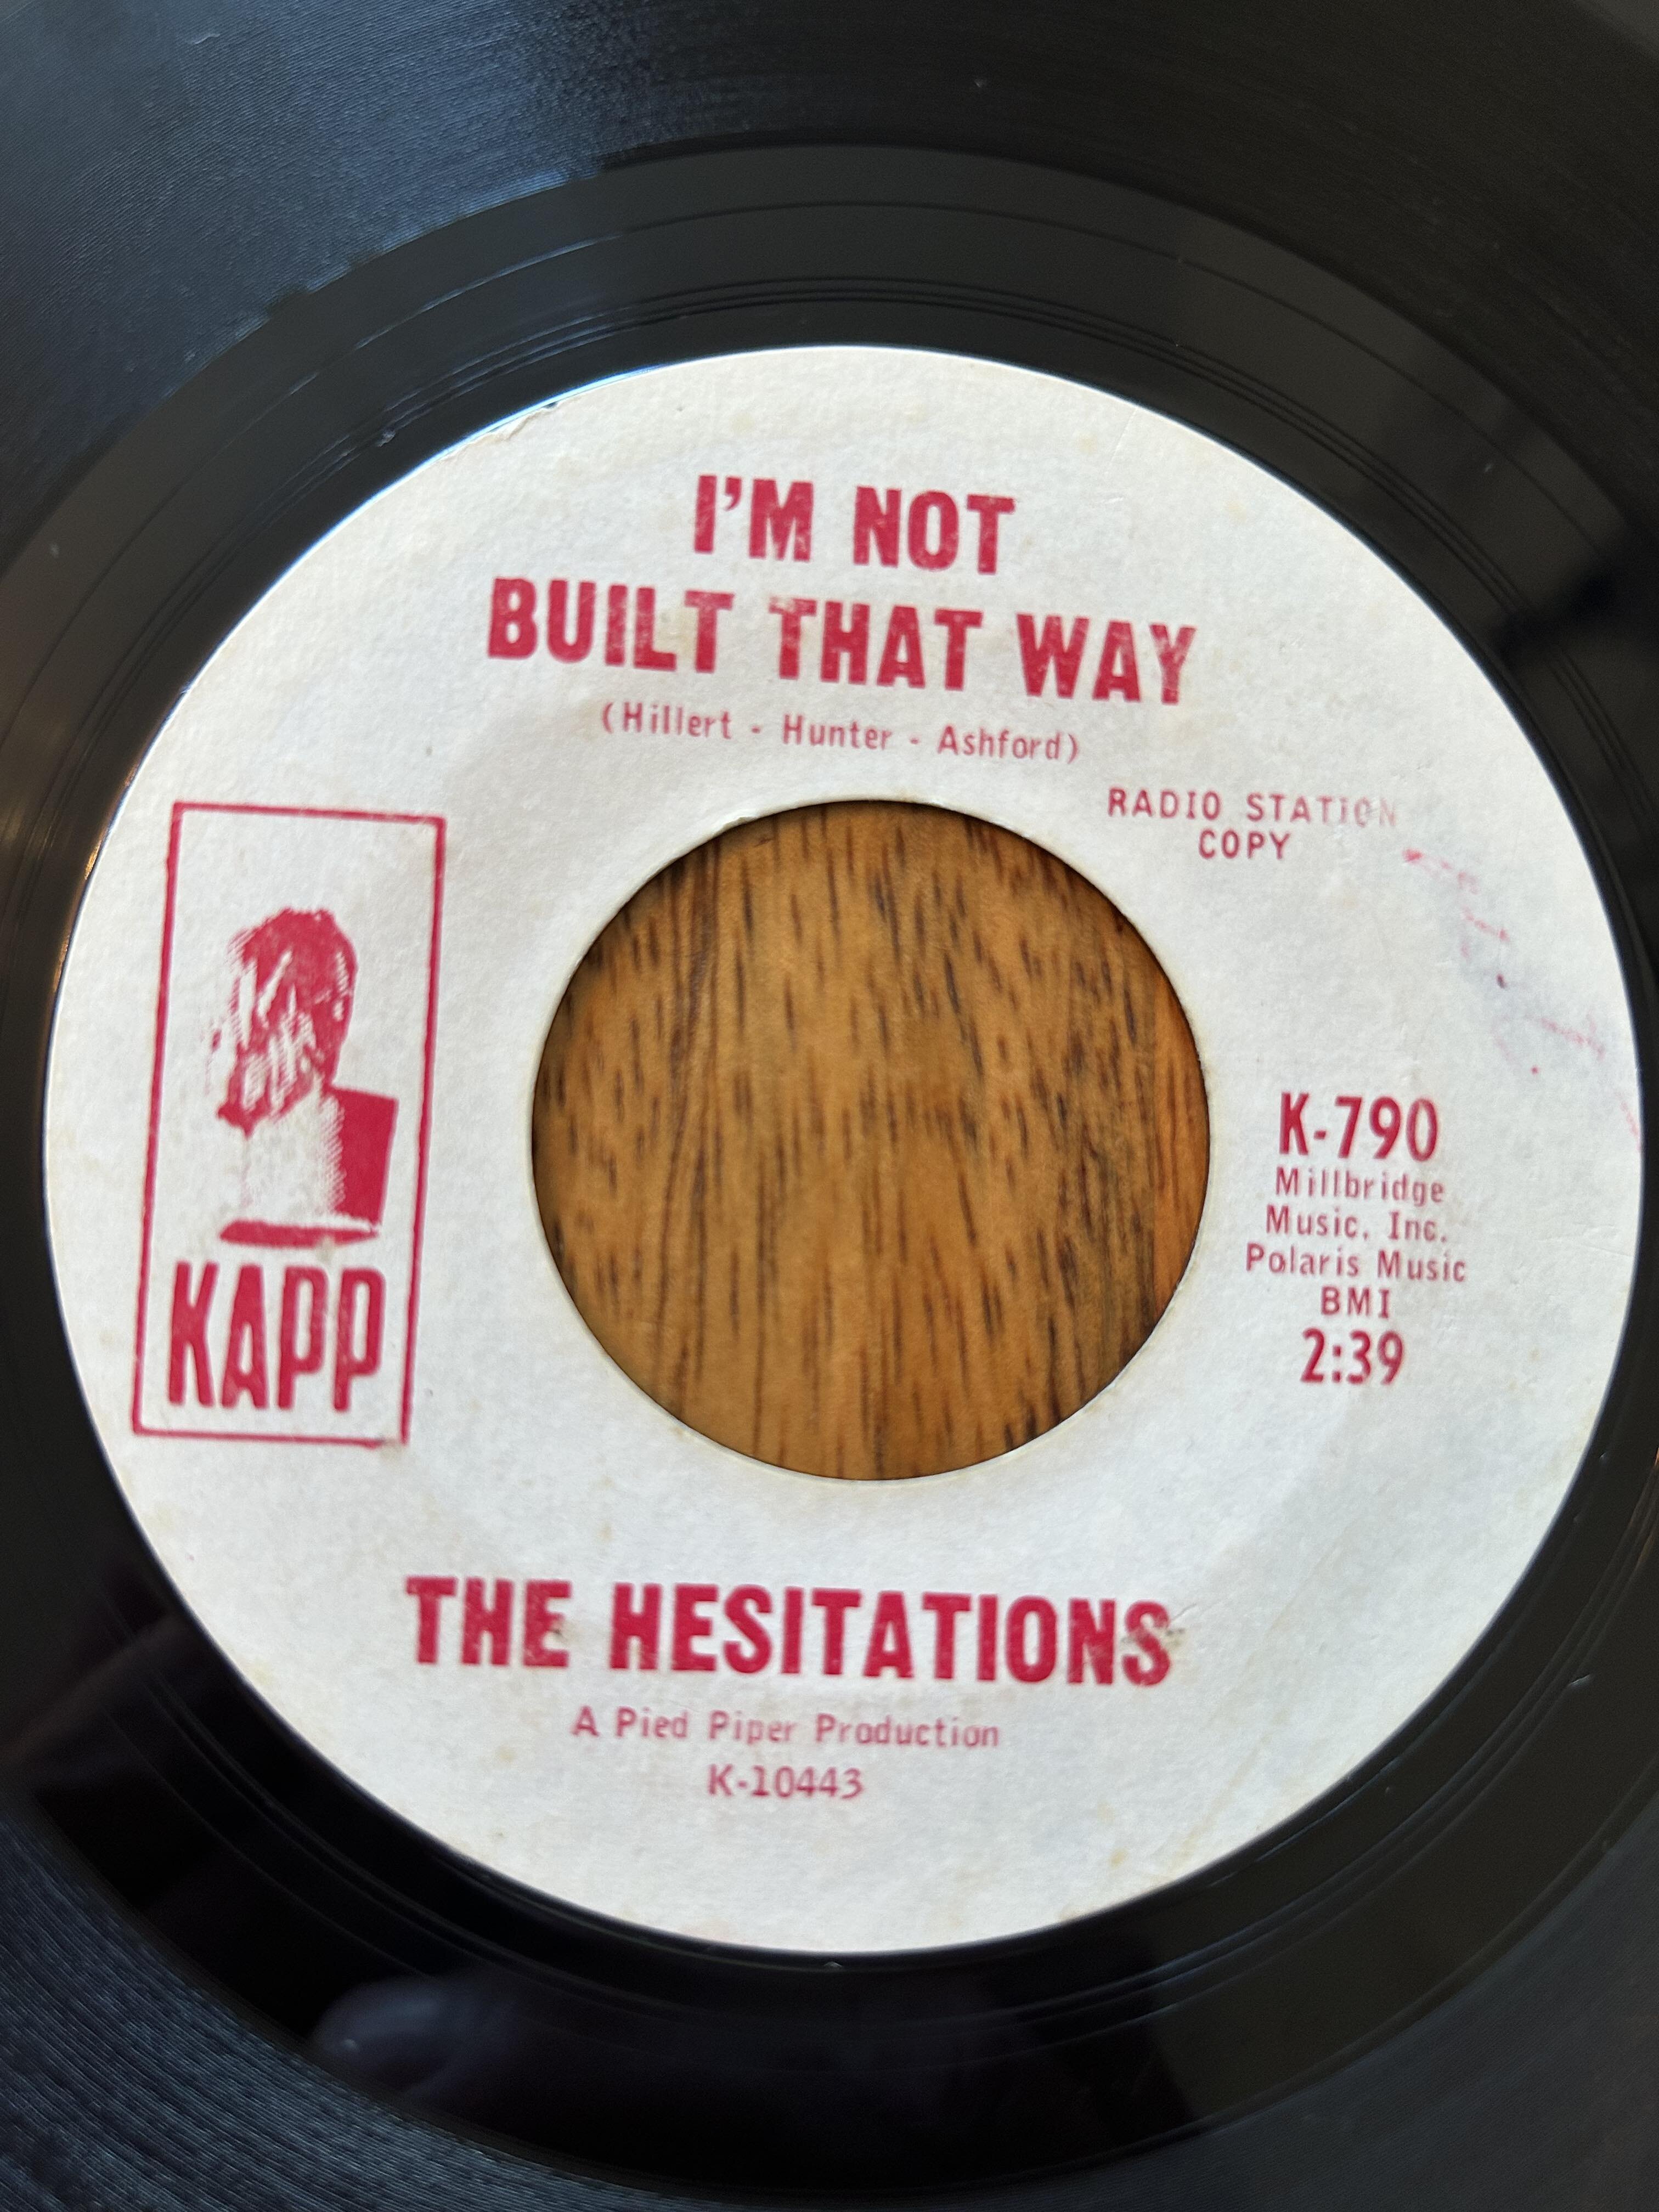 I'M NOT
BUILT THAT WAY
(Hillert - Hunter - Ashford)
RADIO STATION
COPY
KAPP
K-790
Millbridge
Music, Inc.
Polaris Music
BMI
2:39
THE HESITATIONS
A Pied Piper Production
K-10443